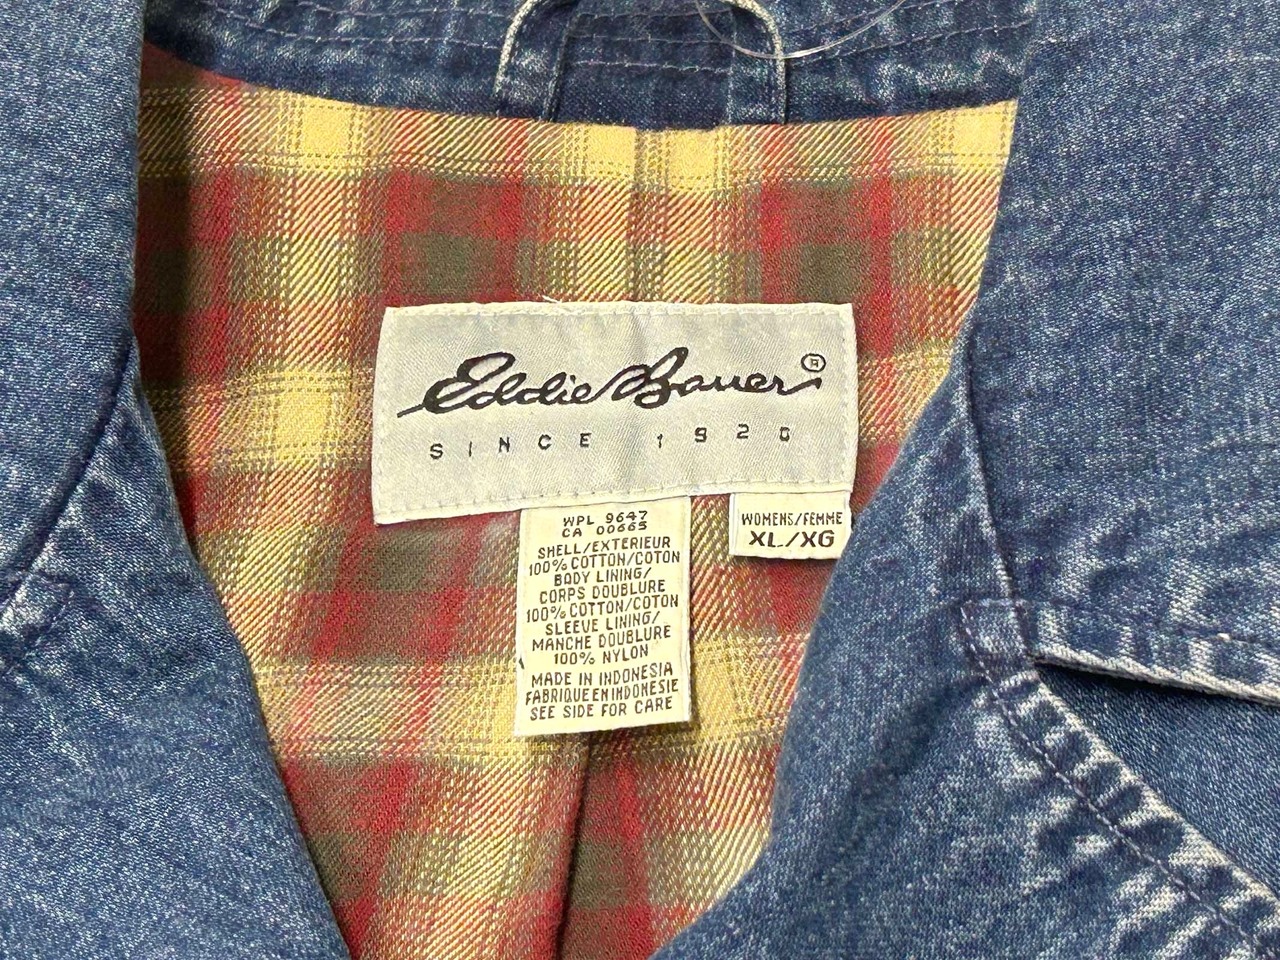 Eddie Bauer®
SINCE 1920
WPL 9647
CA 00665
SHELL/EXTERIEUR
100% COTTON/COTON
BODY LINING/
CORPS DOUBLURE
100% COTTON/COTON
SLEEVE LINING/
MANCHE DOUBLURE
100% NYLON
MADE IN INDONESIA
FABRIQUE EN INDONESIE
SEE SIDE FOR CARE
WOMENS/FEMME
XL/XG